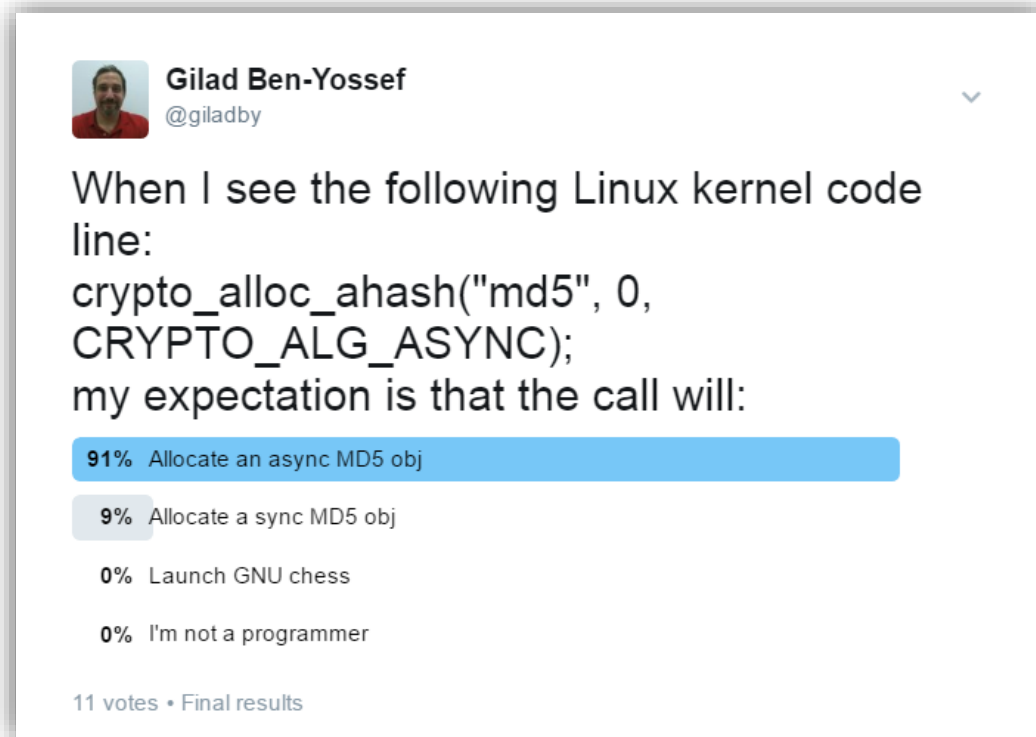 Gilad Ben-Yossef
@giladby
When I see the following Linux kernel code
line:
crypto_alloc_ahash("md5", 0,
CRYPTO_ALG_ASYNC);
my expectation is that the call will:
91% Allocate an async MD5 obj
9% Allocate a sync MD5 obj
0% Launch GNU chess
0% I'm not a programmer
11 votes • Final results